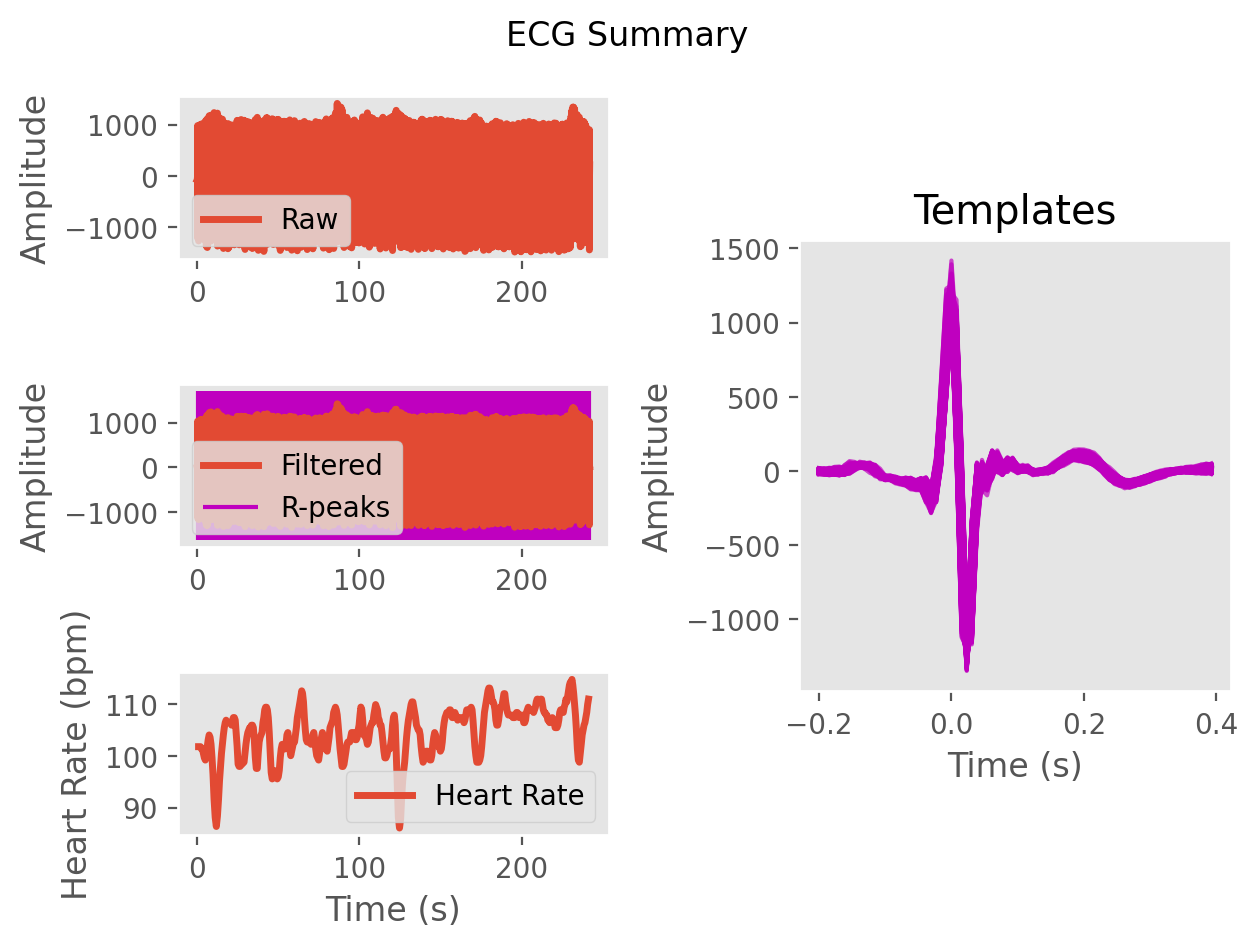 ECG Summary
Amplitude
1000
0
−1000
Raw
0 100 200
Amplitude
1000
0
−1000
Filtered
R-peaks
0 100 200
Heart Rate (bpm)
110
100
90
Heart Rate
0 100 200
Time (s)
Templates
Amplitude
1500
1000
500
0
−500
−1000
−0.2 0.0 0.2 0.4
Time (s)